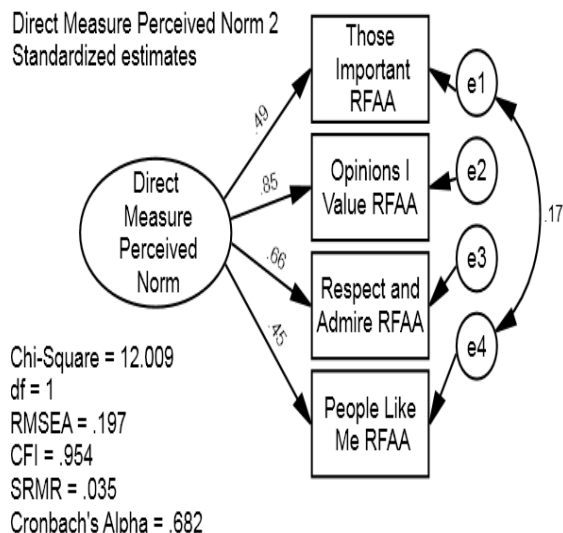 Direct Measure Perceived Norm 2
Standardized estimates
Those
Important
RFAA
e1
.49
Opinions I
Value RFAA
e2
.85
Direct
Measure
Perceived
Norm
.17
.66
Respect and
Admire RFAA
e3
.45
People Like
Me RFAA
e4
Chi-Square = 12.009
df = 1
RMSEA = .197
CFI = .954
SRMR = .035
Cronbach's Alpha = .682